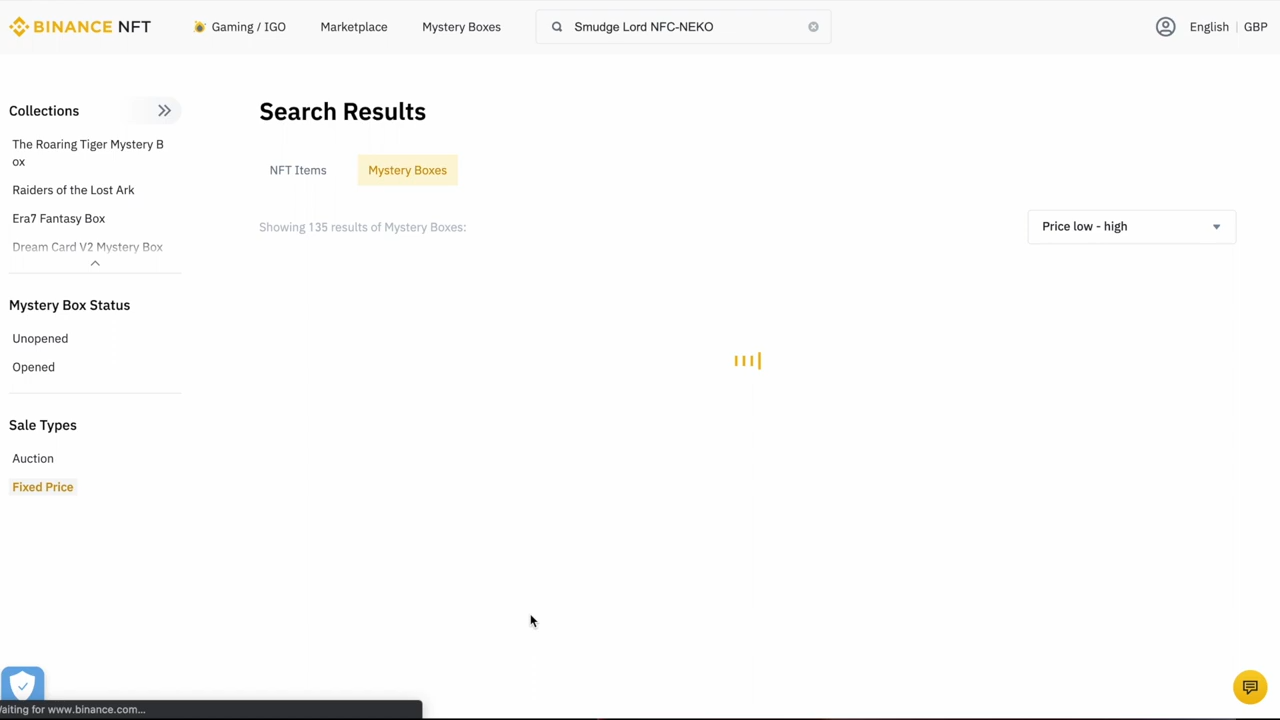 BINANCE NFT
Gaming / IGO
Marketplace
Mystery Boxes
Smudge Lord NFC-NEKO
English
GBP
Collections
The Roaring Tiger Mystery B
ox
Raiders of the Lost Ark
Era7 Fantasy Box
Dream Card V2 Mystery Box
Mystery Box Status
Unopened
Opened
Sale Types
Auction
Fixed Price
Search Results
NFT Items
Mystery Boxes
Showing 135 results of Mystery Boxes:
Price low - high
aiting for www.binance.com...